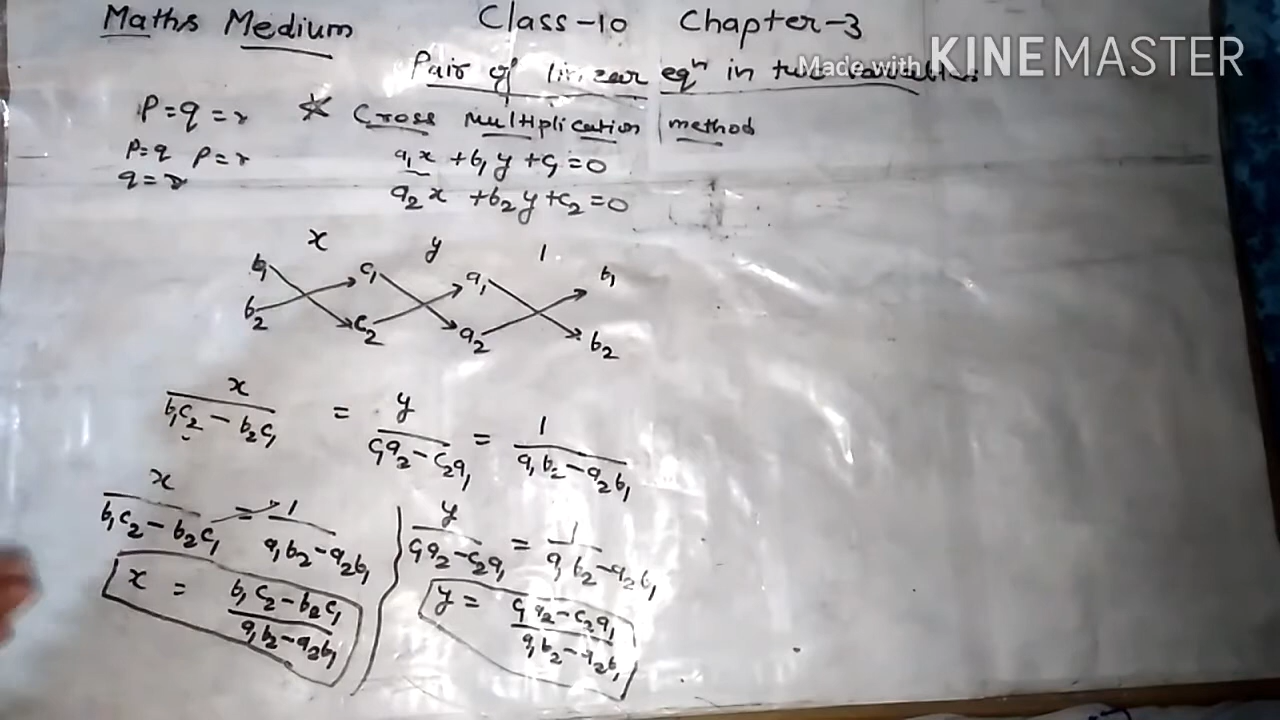 Maths Medium Class-10 Chapter-3
Made with KINEMASTER
Pair of linear eqⁿ in two variables
P=q=r * Cross Multiplication method
P=q P=r
q=r
a₁x + b₁y + c₁ = 0
a₂x + b₂y + c₂ = 0
x y 1
b₁ c₁ a₁ b₁
b₂ c₂ a₂ b₂
x/(b₁c₂ - b₂c₁) = y/(c₁a₂ - c₂a₁) = 1/(a₁b₂ - a₂b₁)
x/(b₁c₂ - b₂c₁) = 1/(a₁b₂ - a₂b₁)
x = (b₁c₂ - b₂c₁)/(a₁b₂ - a₂b₁)
y/(c₁a₂ - c₂a₁) = 1/(a₁b₂ - a₂b₁)
y = (c₁a₂ - c₂a₁)/(a₁b₂ - a₂b₁)